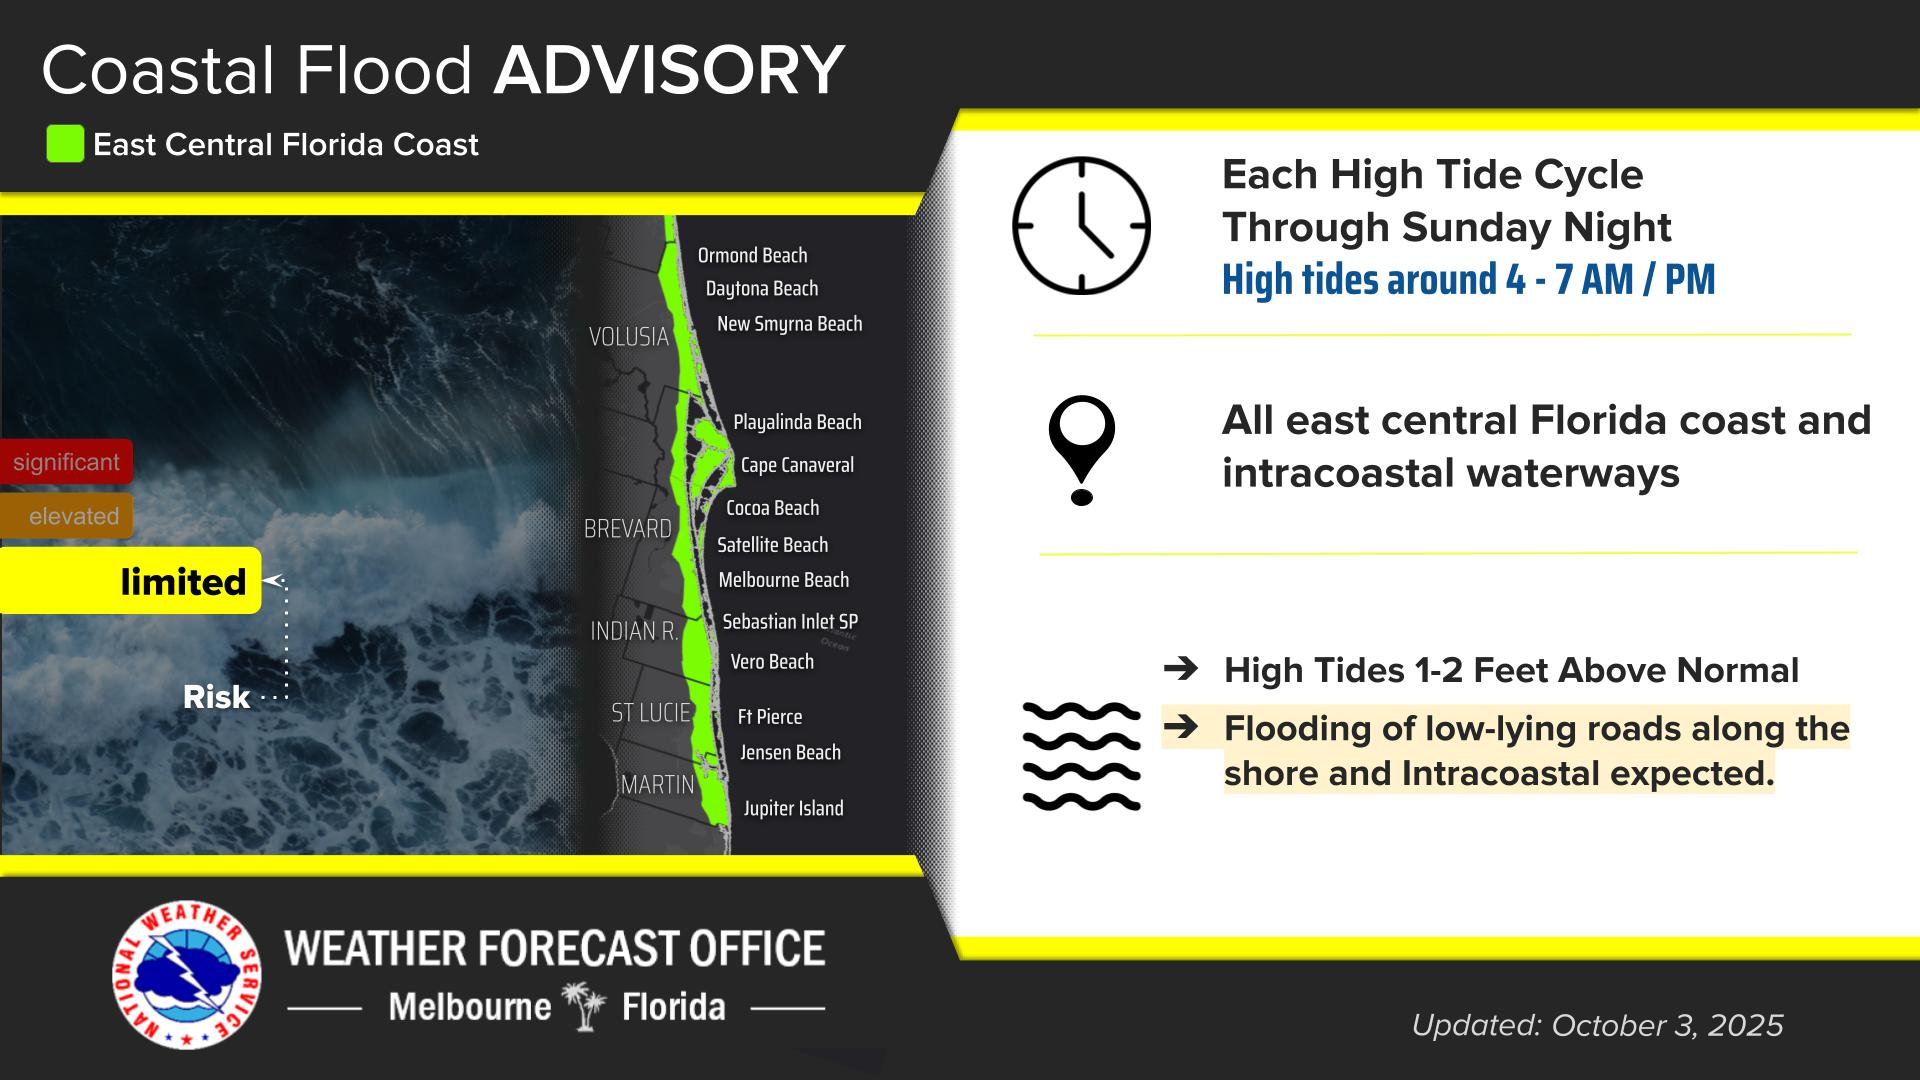 Coastal Flood ADVISORY
East Central Florida Coast
significant
elevated
limited
Risk
VOLUSIA
BREVARD
INDIAN R.
ST LUCIE
MARTIN
Ormond Beach
Daytona Beach
New Smyrna Beach
Playalinda Beach
Cape Canaveral
Cocoa Beach
Satellite Beach
Melbourne Beach
Sebastian Inlet SP
Vero Beach
Ft Pierce
Jensen Beach
Jupiter Island
Ocean
Each High Tide Cycle
Through Sunday Night
High tides around 4 - 7 AM / PM
All east central Florida coast and
intracoastal waterways
➔ High Tides 1-2 Feet Above Normal
➔ Flooding of low-lying roads along the
shore and Intracoastal expected.
NATIONAL WEATHER SERVICE
WEATHER FORECAST OFFICE
Melbourne Florida
Updated: October 3, 2025